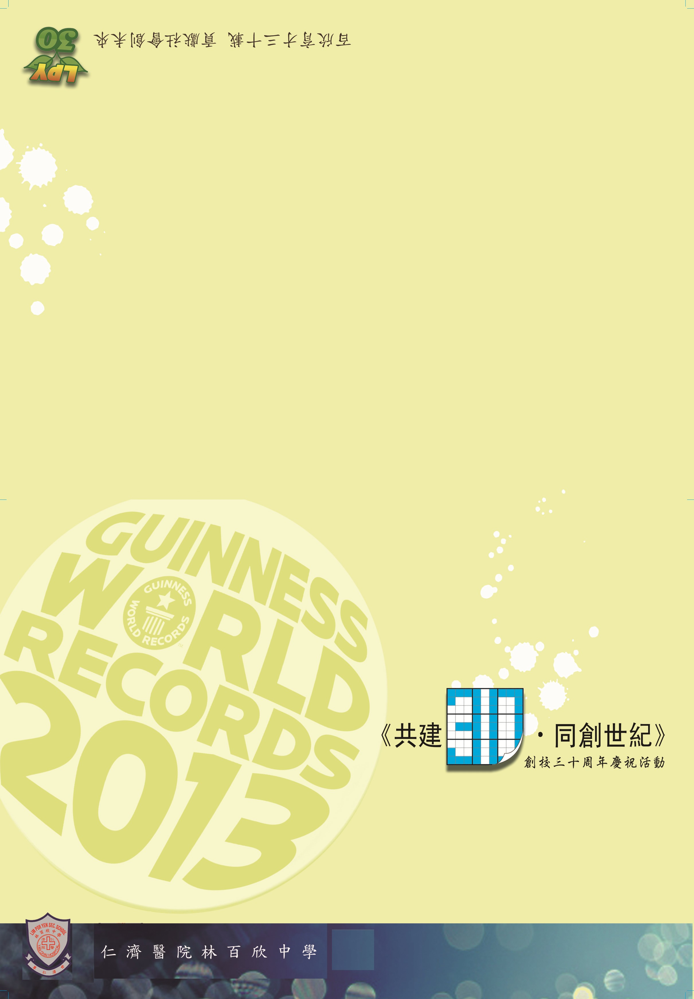 百欣育才三十載 貢獻社會創未來
LPY
30
GUINNESS
WORLD
RECORDS
2013
GUINNESS
WORLD RECORDS
TM
《共建30·同創世紀》
創校三十周年慶祝活動
LIM POR YEN SEC. SCHOOL
林百欣中學
仁濟醫院
YAN CHAI HOSPITAL
仁濟醫院林百欣中學